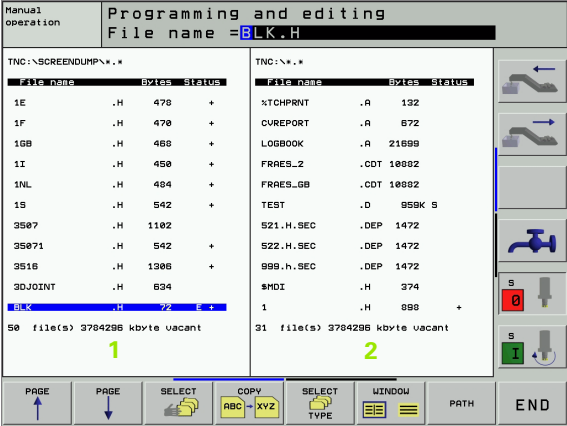 Manual
operation
Programming and editing
File name =BLK.H
TNC:\SCREENDUMP\*.*
File name Bytes Status
1E .H 478 +
1F .H 470 +
1GB .H 468 +
1I .H 450 +
1NL .H 484 +
1S .H 542 +
3507 .H 1102
35071 .H 542 +
3516 .H 1306 +
3DJOINT .H 634
BLK .H 72 E +
50 file(s) 3784296 kbyte vacant
1
TNC:\*.*
File name Bytes Status
%TCHPRNT .A 132
CVREPORT .A 672
LOGBOOK .A 21699
FRAES_2 .CDT 10882
FRAES_GB .CDT 10882
TEST .D 959K S
521.H.SEC .DEP 1472
522.H.SEC .DEP 1472
999.h.SEC .DEP 1472
$MDI .H 374
1 .H 898 +
31 file(s) 3784296 kbyte vacant
2
S
0
S
I
PAGE
PAGE
SELECT
COPY
ABC→XYZ
SELECT
TYPE
WINDOW
PATH
END